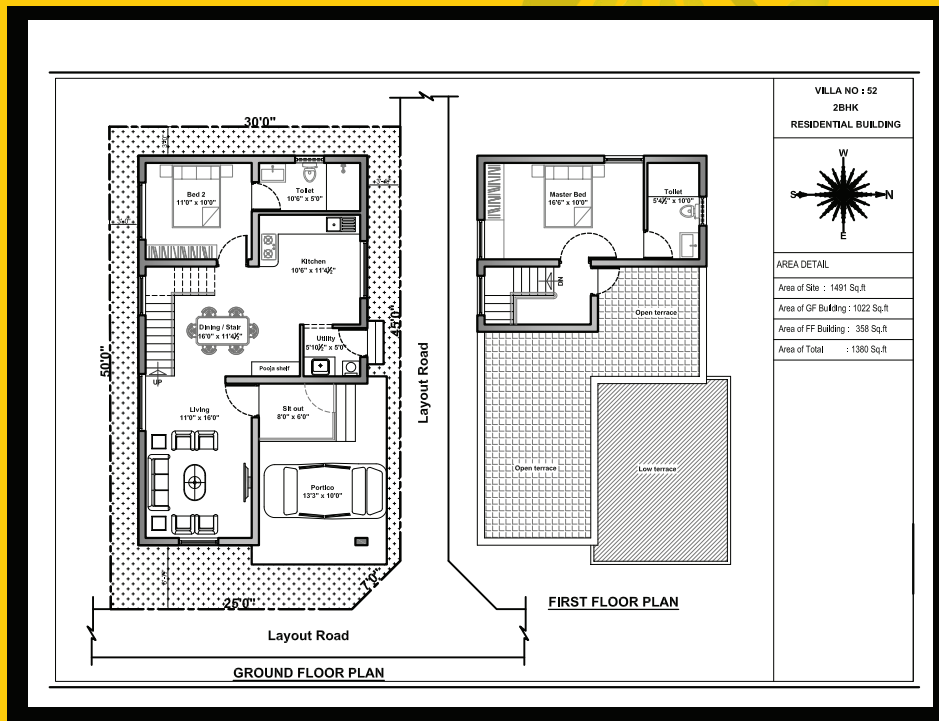 30'0"
Bed 2
11'0" x 10'0"
Toilet
10'6" x 5'0"
Kitchen
10'6" x 11'4½"
Dining / Stair
16'0" x 11'4½"
Utility
5'10½" x 5'0"
Pooja shelf
UP
Living
11'0" x 16'0"
Sit out
8'0" x 6'0"
Portico
13'3" x 10'0"
50'0"
45'0"
7'0"
25'0"
Layout Road
Layout Road
GROUND FLOOR PLAN
Master Bed
16'6" x 10'0"
Toilet
5'4½" x 10'0"
DN
Open terrace
Open terrace
Low terrace
FIRST FLOOR PLAN
VILLA NO : 52
2BHK
RESIDENTIAL BUILDING
W
S
N
E
AREA DETAIL
Area of Site : 1491 Sq.ft
Area of GF Building : 1022 Sq.ft
Area of FF Building : 358 Sq.ft
Area of Total : 1380 Sq.ft